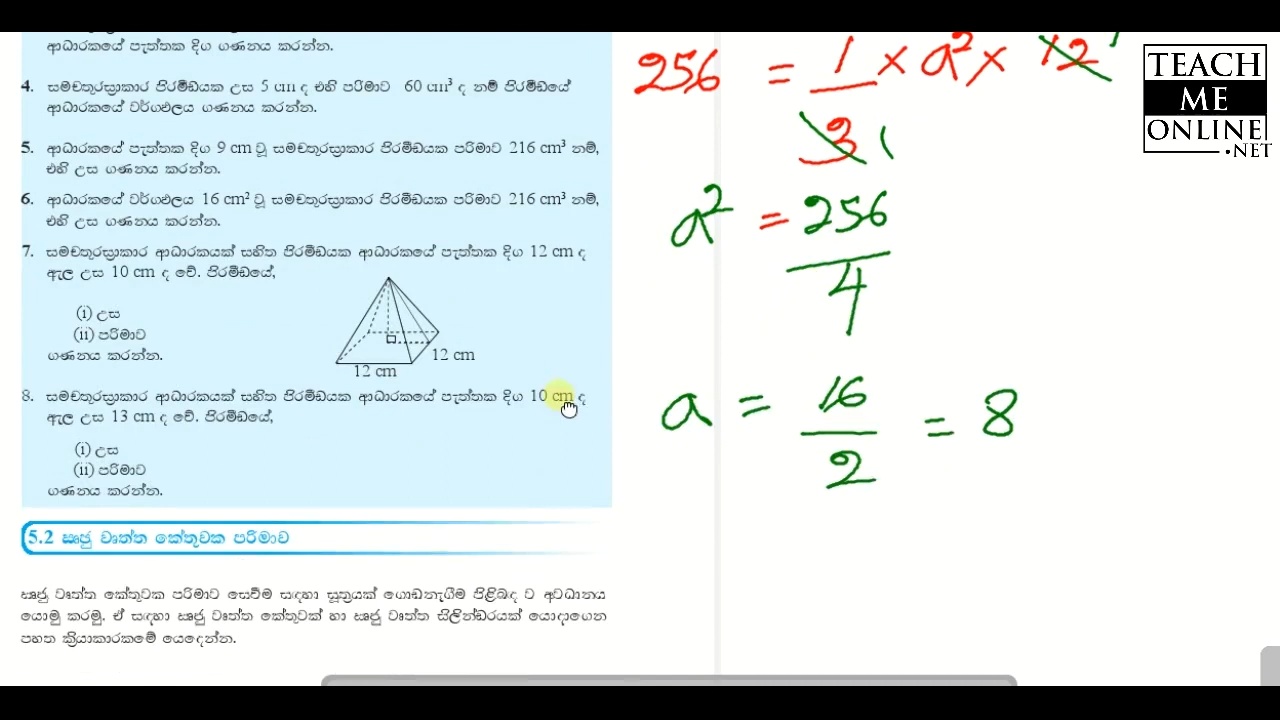 ආධාරකයේ පැත්තක දිග ගණනය කරන්න.
4. සමචතුරස්‍රාකාර පිරමීඩයක උස 5 cm ද එහි පරිමාව 60 cm³ ද නම් පිරමීඩයේ
ආධාරකයේ වර්ගඵලය ගණනය කරන්න.
5. ආධාරකයේ පැත්තක දිග 9 cm වූ සමචතුරස්‍රාකාර පිරමීඩයක පරිමාව 216 cm³ නම්,
එහි උස ගණනය කරන්න.
6. ආධාරකයේ වර්ගඵලය 16 cm² වූ සමචතුරස්‍රාකාර පිරමීඩයක පරිමාව 216 cm³ නම්,
එහි උස ගණනය කරන්න.
7. සමචතුරස්‍රාකාර ආධාරකයක් සහිත පිරමීඩයක ආධාරකයේ පැත්තක දිග 12 cm ද
ඇල උස 10 cm ද වේ. පිරමීඩයේ,
(i) උස
(ii) පරිමාව
ගණනය කරන්න.
12 cm
12 cm
8. සමචතුරස්‍රාකාර ආධාරකයක් සහිත පිරමීඩයක ආධාරකයේ පැත්තක දිග 10 cm ද
ඇල උස 13 cm ද වේ. පිරමීඩයේ,
(i) උස
(ii) පරිමාව
ගණනය කරන්න.
5.2 ඍජු වෘත්ත කේතුවක පරිමාව
ඍජු වෘත්ත කේතුවක පරිමාව සෙවීම සඳහා සූත්‍රයක් ගොඩනැගීම පිළිබඳ ව අවධානය
යොමු කරමු. ඒ සඳහා ඍජු වෘත්ත කේතුවක් හා ඍජු වෘත්ත සිලින්ඩරයක් යොදාගෙන
පහත ක්‍රියාකාරකමේ යෙදෙන්න.
256 = 1 × a² × 12
3 1
a² = 256
4
a = 16 = 8
2
TEACH
ME
ONLINE
.NET